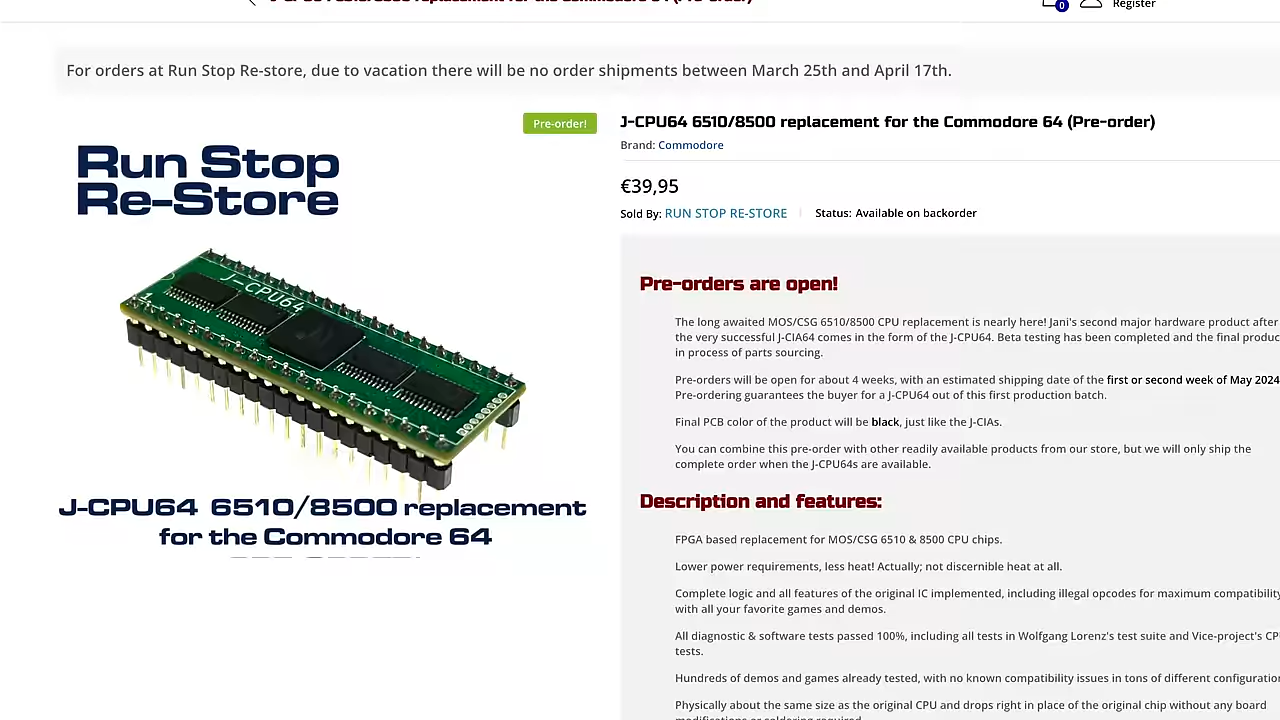 0
Register
For orders at Run Stop Re-store, due to vacation there will be no order shipments between March 25th and April 17th.
Pre-order!
Run Stop
Re-Store
J-CPU64
1
J-CPU64 6510/8500 replacement
for the Commodore 64
J-CPU64 6510/8500 replacement for the Commodore 64 (Pre-order)
Brand: Commodore
€39,95
Sold By: RUN STOP RE-STORE
Status: Available on backorder
Pre-orders are open!
The long awaited MOS/CSG 6510/8500 CPU replacement is nearly here! Jani's second major hardware product after
the very successful J-CIA64 comes in the form of the J-CPU64. Beta testing has been completed and the final produc
in process of parts sourcing.
Pre-orders will be open for about 4 weeks, with an estimated shipping date of the first or second week of May 2024
Pre-ordering guarantees the buyer for a J-CPU64 out of this first production batch.
Final PCB color of the product will be black, just like the J-CIAs.
You can combine this pre-order with other readily available products from our store, but we will only ship the
complete order when the J-CPU64s are available.
Description and features:
FPGA based replacement for MOS/CSG 6510 & 8500 CPU chips.
Lower power requirements, less heat! Actually; not discernible heat at all.
Complete logic and all features of the original IC implemented, including illegal opcodes for maximum compatibility
with all your favorite games and demos.
All diagnostic & software tests passed 100%, including all tests in Wolfgang Lorenz's test suite and Vice-project's CP
tests.
Hundreds of demos and games already tested, with no known compatibility issues in tons of different configuration
Physically about the same size as the original CPU and drops right in place of the original chip without any board
modifications or soldering required.